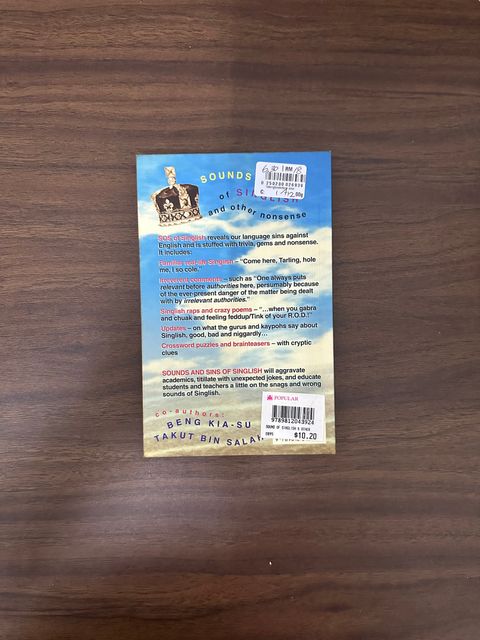 SOUNDS
of SINGLISH
and other nonsense
SOS of Singlish reveals our language sins against
English and is stuffed with trivia, gems and nonsense.
It includes:
Familiar real-life Singlish – "Come here, Tarling, hole
me, I so cole."
Irreverent comments – such as "One always puts
relevant before authorities here, persumably because
of the ever-present danger of the matter being dealt
with by irrelevant authorities."
Singlish raps and crazy poems – "...when you gabra
and chuak and feeling feddup/Tink of your R.O.D.!"
Updates – on what the gurus and kaypohs say about
Singlish, good, bad and niggardly...
Crossword puzzles and brainteasers – with cryptic
clues
SOUNDS AND SINS OF SINGLISH will aggravate
academics, titillate with unexpected jokes, and educate
students and teachers a little on the snags and wrong
sounds of Singlish.
co-authors:
BENG KIA-SU
TAKUT BIN SALAH
POPULAR
9789812043924
SOUND OF SINGLISH & OTHER
$10.20